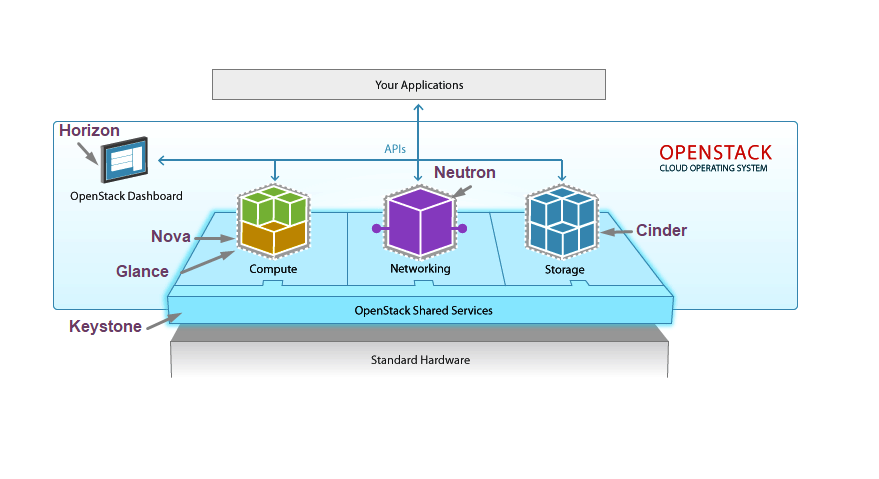 Your Applications
Horizon
APIs
OPENSTACK
CLOUD OPERATING SYSTEM
OpenStack Dashboard
Neutron
Nova
Cinder
Glance
Compute
Networking
Storage
OpenStack Shared Services
Keystone
Standard Hardware